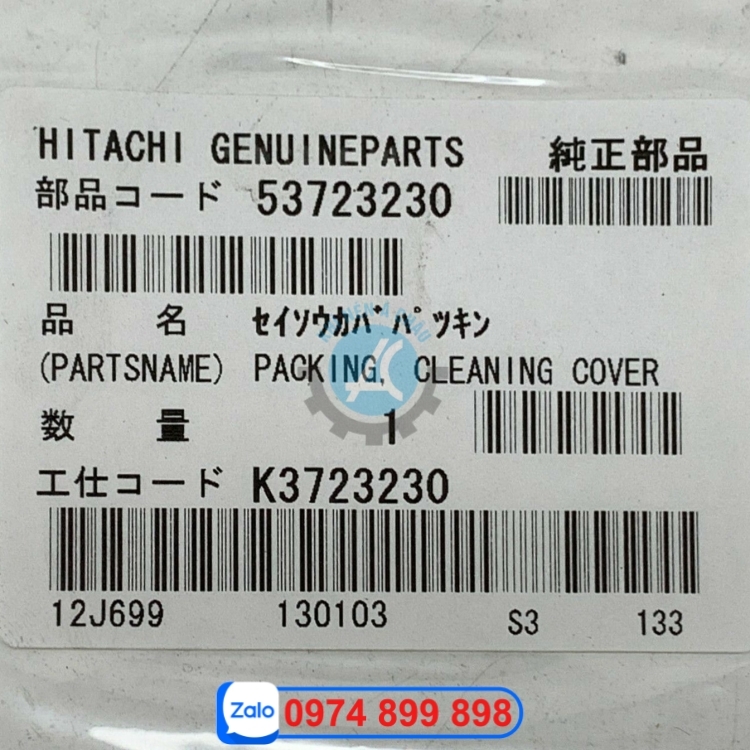 HITACHI GENUINEPARTS 純正部品
部品コード 53723230
品 名 ｾｲｿｳｶﾊﾞﾊﾟﾂｷﾝ
(PARTSNAME) PACKING, CLEANING COVER
数 量 1
工仕コード K3723230
12J699 130103 S3 133
Zalo 0974 899 898